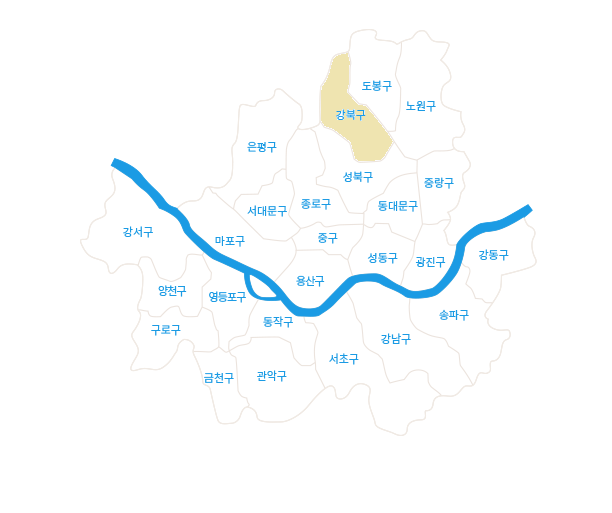 도봉구
노원구
강북구
은평구
성북구
중랑구
종로구
동대문구
서대문구
강서구
마포구
중구
강동구
성동구
광진구
용산구
양천구
영등포구
송파구
동작구
구로구
강남구
서초구
관악구
금천구